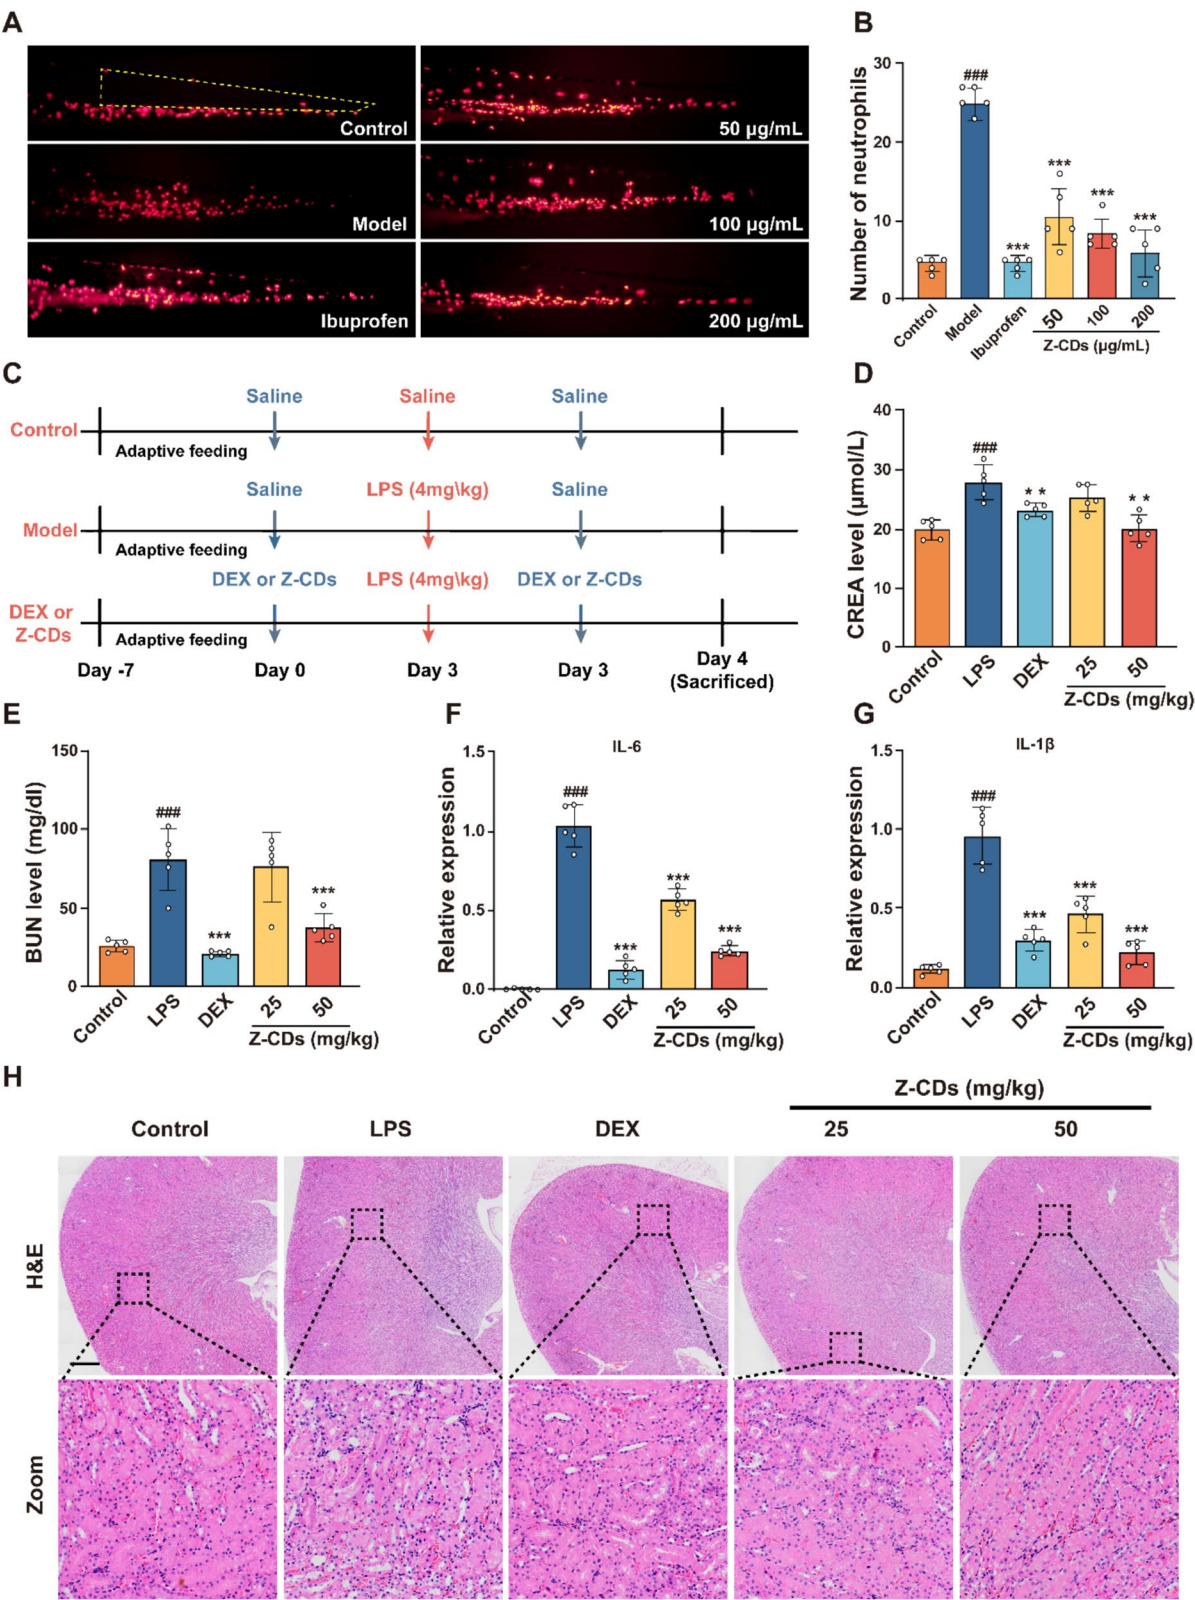 A
Control
50 µg/mL
Model
100 µg/mL
Ibuprofen
200 µg/mL
B
Number of neutrophils
30
20
10
0
###
***
***
***
***
Control
Model
Ibuprofen
50
100
200
Z-CDs (µg/mL)
C
Saline
Saline
Saline
Control
Adaptive feeding
Saline
LPS (4mg\kg)
Saline
Model
Adaptive feeding
DEX or Z-CDs
LPS (4mg\kg)
DEX or Z-CDs
DEX or
Z-CDs
Adaptive feeding
Day -7
Day 0
Day 3
Day 3
Day 4
(Sacrificed)
D
CREA level (µmol/L)
40
30
20
10
0
###
* *
* *
Control
LPS
DEX
25
50
Z-CDs (mg/kg)
E
BUN level (mg/dl)
150
100
50
0
###
***
***
Control
LPS
DEX
25
50
Z-CDs (mg/kg)
F
IL-6
Relative expression
1.5
1.0
0.5
0.0
###
***
***
***
Control
LPS
DEX
25
50
Z-CDs (mg/kg)
G
IL-1β
Relative expression
1.5
1.0
0.5
0.0
###
***
***
***
Control
LPS
DEX
25
50
Z-CDs (mg/kg)
H
Z-CDs (mg/kg)
Control
LPS
DEX
25
50
H&E
Zoom